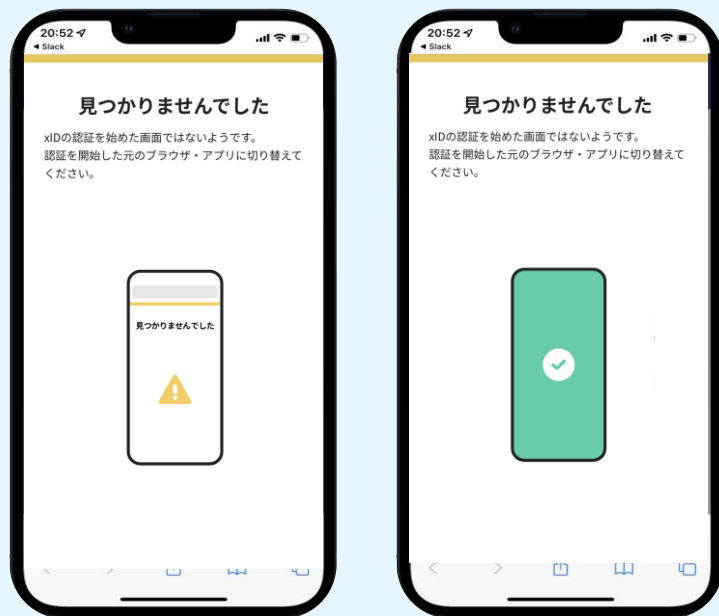 20:52
◀ Slack
見つかりませんでした
xIDの認証を始めた画面ではないようです。
認証を開始した元のブラウザ・アプリに切り替えて
ください。
見つかりませんでした
20:52
◀ Slack
見つかりませんでした
xIDの認証を始めた画面ではないようです。
認証を開始した元のブラウザ・アプリに切り替えて
ください。